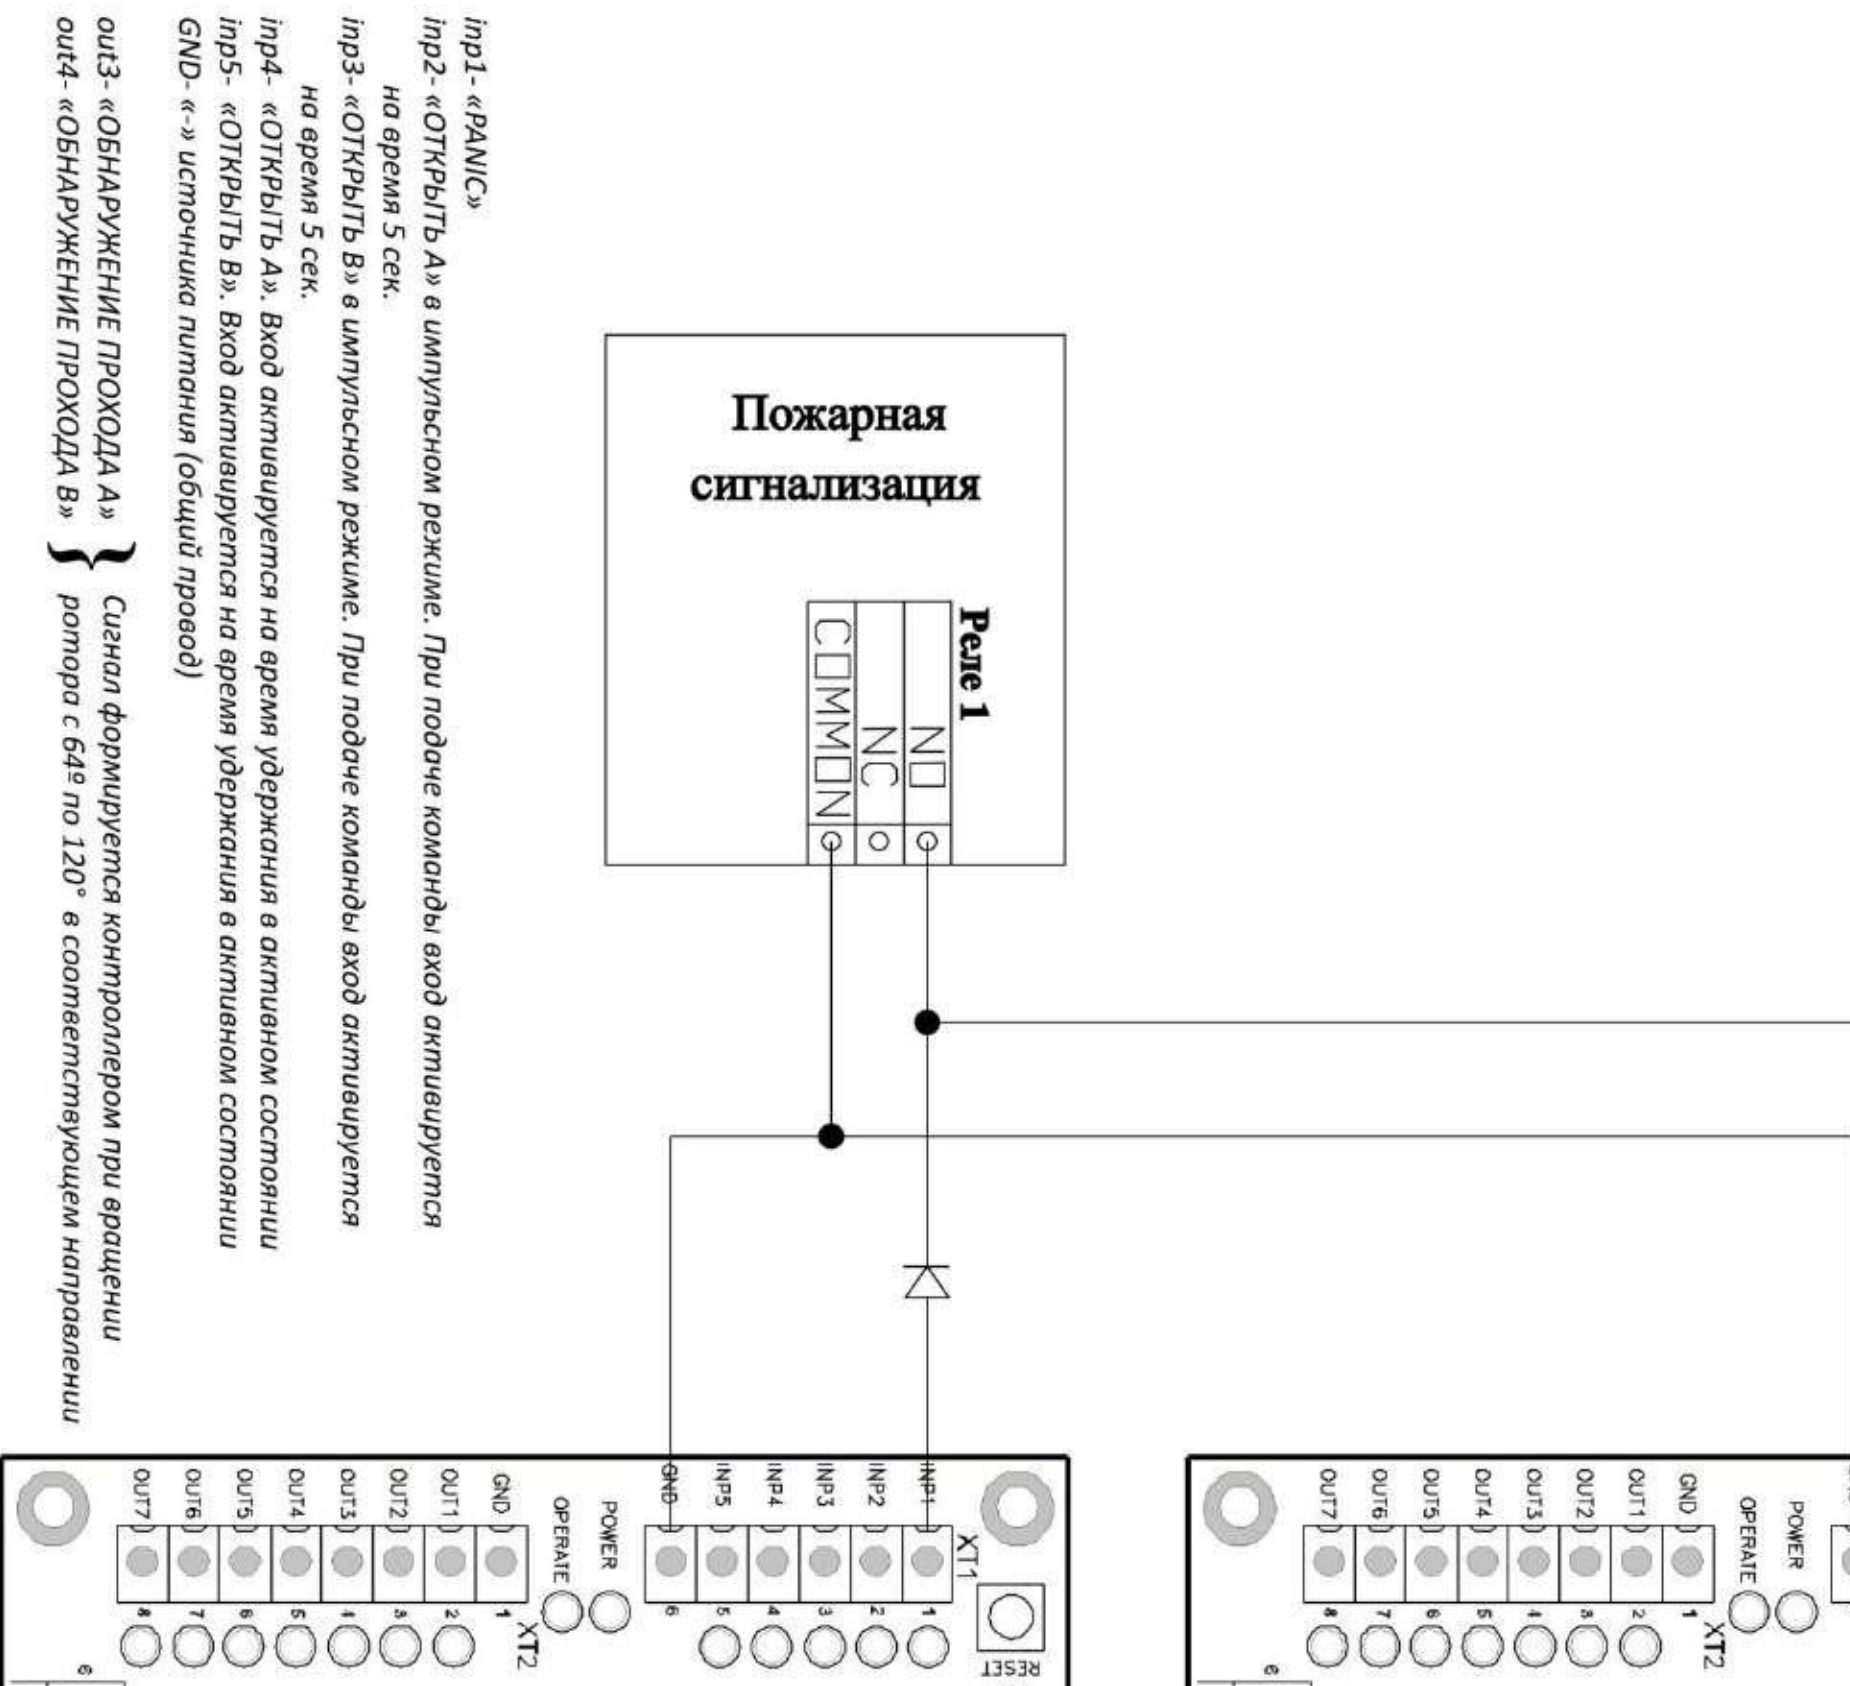 inp1- «PANIC»
inp2- «ОТКРЫТЬ А» в импульсном режиме. При подаче команды вход активируется
на время 5 сек.
inp3- «ОТКРЫТЬ В» в импульсном режиме. При подаче команды вход активируется
на время 5 сек.
inp4- «ОТКРЫТЬ А». Вход активируется на время удержания в активном состоянии
inp5- «ОТКРЫТЬ В». Вход активируется на время удержания в активном состоянии
GND- «-» источника питания (общий провод)
out3- «ОБНАРУЖЕНИЕ ПРОХОДА А»
out4- «ОБНАРУЖЕНИЕ ПРОХОДА В»
Сигнал формируется контроллером при вращении
ротора с 64º по 120° в соответствующем направлении
Пожарная
сигнализация
Реле 1
NO
NC
COMMON
XT1
INP1
INP2
INP3
INP4
INP5
GND
1
2
3
4
5
6
RESET
POWER
OPERATE
XT2
GND
OUT1
OUT2
OUT3
OUT4
OUT5
OUT6
OUT7
1
2
3
4
5
6
7
8
POWER
OPERATE
XT2
GND
OUT1
OUT2
OUT3
OUT4
OUT5
OUT6
OUT7
1
2
3
4
5
6
7
8